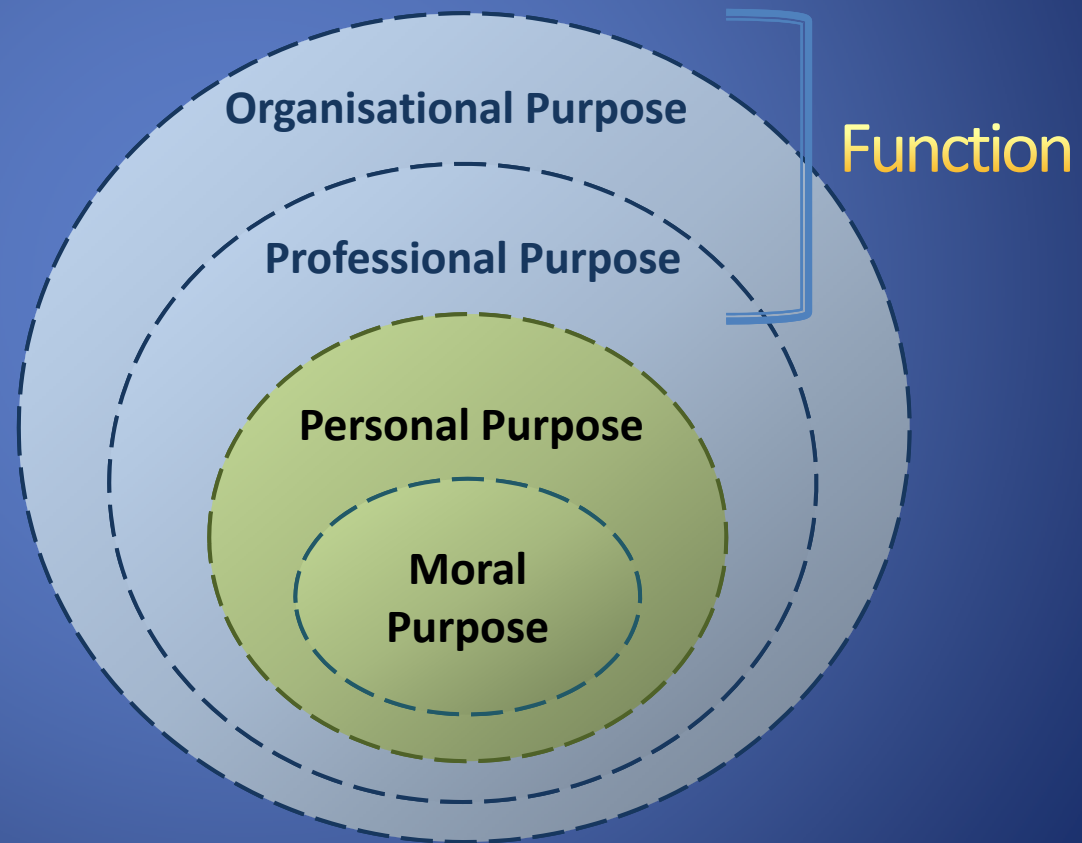 Organisational Purpose
Function
Professional Purpose
Personal Purpose
Moral
Purpose